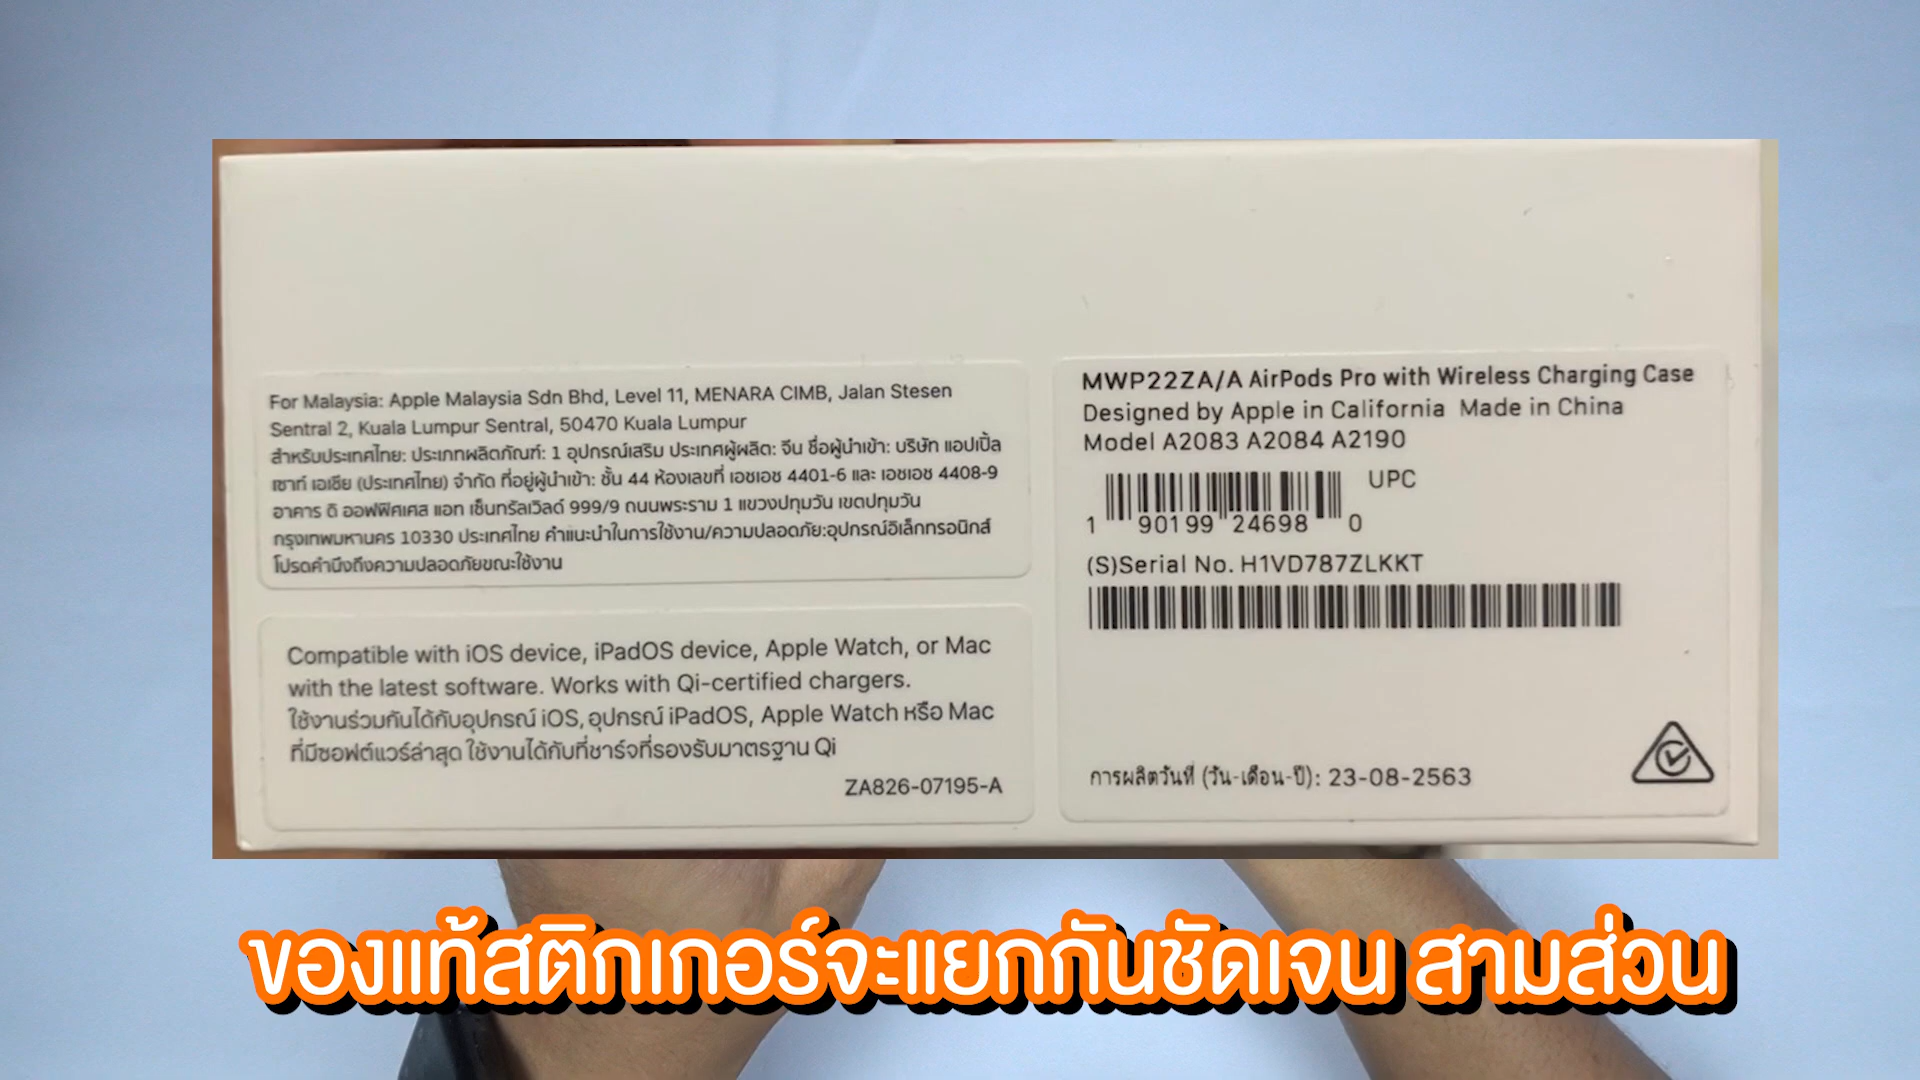 For Malaysia: Apple Malaysia Sdn Bhd, Level 11, MENARA CIMB, Jalan Stesen
Sentral 2, Kuala Lumpur Sentral, 50470 Kuala Lumpur
สำหรับประเทศไทย: ประเภทผลิตภัณฑ์: 1 อุปกรณ์เสริม ประเทศผู้ผลิต: จีน ชื่อผู้นำเข้า: บริษัท แอปเปิ้ล
เซาท์ เอเชีย (ประเทศไทย) จำกัด ที่อยู่ผู้นำเข้า: ชั้น 44 ห้องเลขที่ เอชเอช 4401-6 และ เอชเอช 4408-9
อาคาร ดิ ออฟฟิศเศส แอท เซ็นทรัลเวิลด์ 999/9 ถนนพระราม 1 แขวงปทุมวัน เขตปทุมวัน
กรุงเทพมหานคร 10330 ประเทศไทย คำแนะนำในการใช้งาน/ความปลอดภัย:อุปกรณ์อิเล็กทรอนิกส์
โปรดคำนึงถึงความปลอดภัยขณะใช้งาน
Compatible with iOS device, iPadOS device, Apple Watch, or Mac
with the latest software. Works with Qi-certified chargers.
ใช้งานร่วมกันได้กับอุปกรณ์ iOS, อุปกรณ์ iPadOS, Apple Watch หรือ Mac
ที่มีซอฟต์แวร์ล่าสุด ใช้งานได้กับที่ชาร์จที่รองรับมาตรฐาน Qi
ZA826-07195-A
MWP22ZA/A AirPods Pro with Wireless Charging Case
Designed by Apple in California Made in China
Model A2083 A2084 A2190
UPC
1 90199 24698 0
(S)Serial No. H1VD787ZLKKT
การผลิตวันที่ (วัน-เดือน-ปี): 23-08-2563
ของแท้สติกเกอร์จะแยกกันชัดเจน สามส่วน